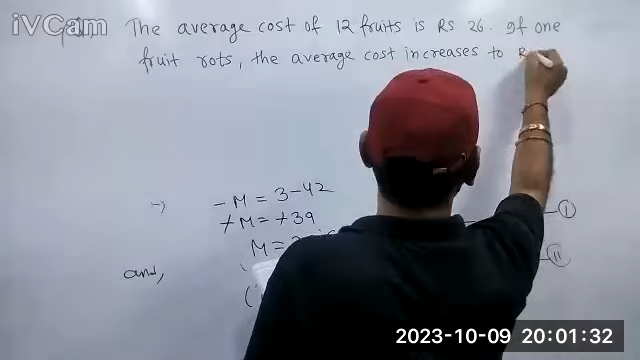 iVCam
The average cost of 12 fruits is Rs 26. If one
fruit rots, the average cost increases to
-M = 3-42
+M = +39
M =
and,
I
II
2023-10-09 20:01:32